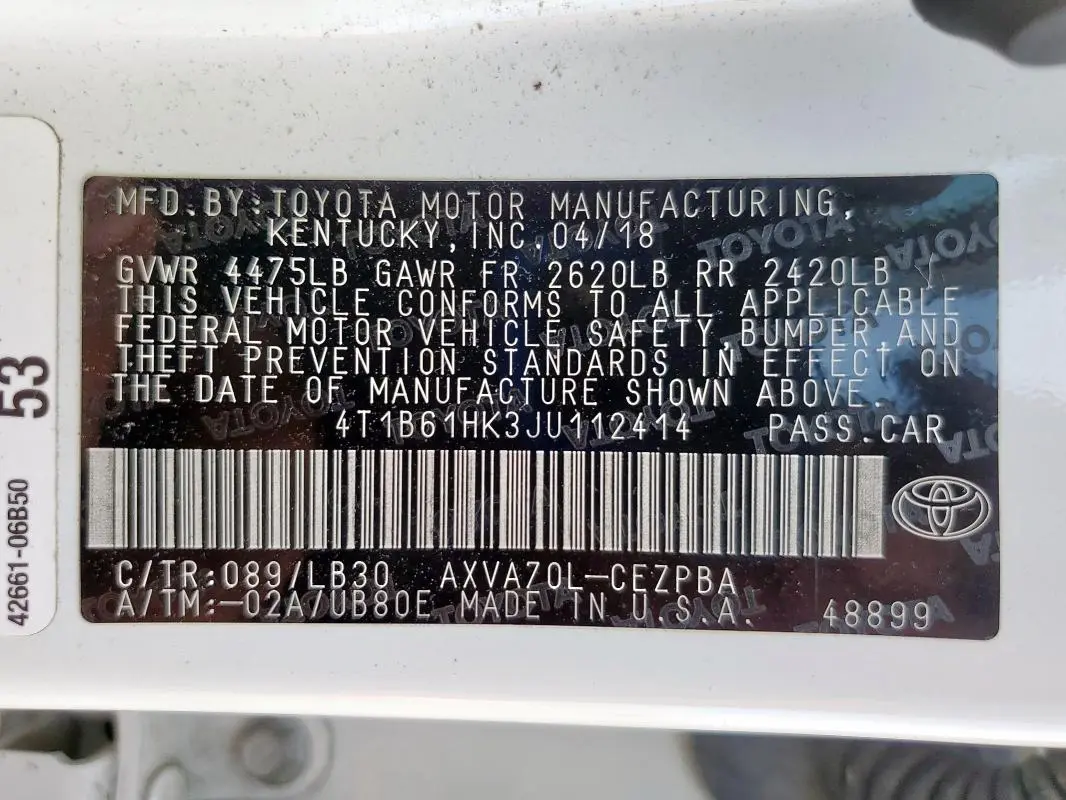 MFD.BY:TOYOTA MOTOR MANUFACTURING,
KENTUCKY,INC.04/18
GVWR 4475LB GAWR FR 2620LB RR 2420LB
THIS VEHICLE CONFORMS TO ALL APPLICABLE
FEDERAL MOTOR VEHICLE SAFETY,BUMPER,AND
THEFT PREVENTION STANDARDS IN EFFECT ON
THE DATE OF MANUFACTURE SHOWN ABOVE.
4T1B61HK3JU112414 PASS.CAR
C/TR:089/LB30 AXVA70L-CEZPBA
A/TM:-02A/UB80E MADE IN U.S.A. 48899
53
42661-06B50